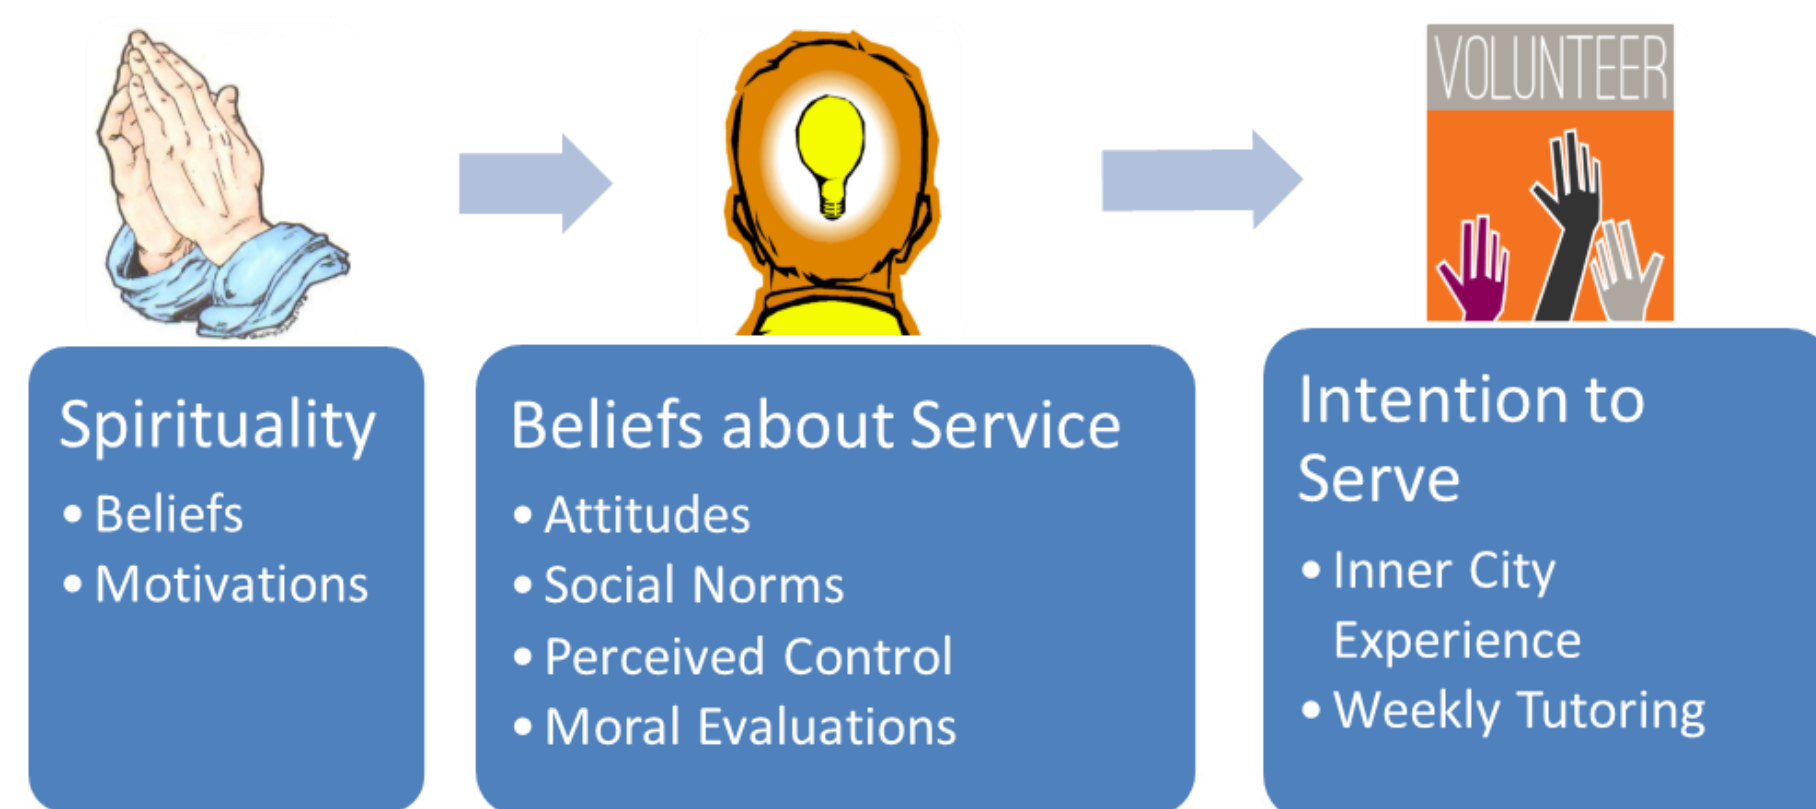 VOLUNTEER
Spirituality
• Beliefs
• Motivations
Beliefs about Service
• Attitudes
• Social Norms
• Perceived Control
• Moral Evaluations
Intention to
Serve
• Inner City
Experience
• Weekly Tutoring